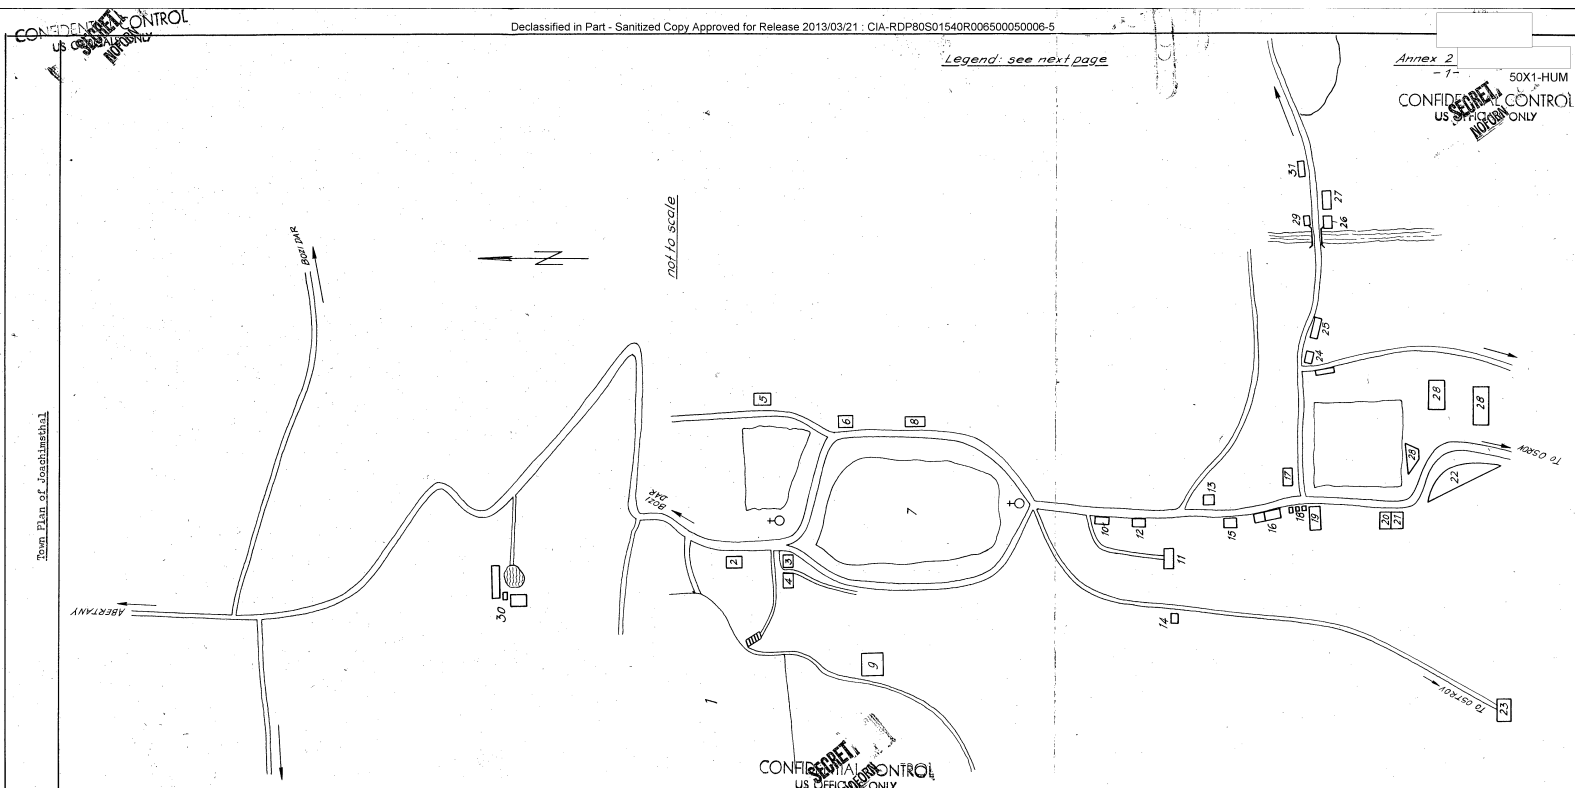 Declassified in Part - Sanitized Copy Approved for Release 2013/03/21 : CIA-RDP80S01540R006500050006-5
CONFIDENTIAL CONTROL
US OFFICIALS ONLY
SECRET
NOFORN
Legend: see next page
Annex 2
- 1 -
50X1-HUM
CONFIDENTIAL CONTROL
US OFFICIALS ONLY
SECRET
NOFORN
Town Plan of Joachimsthal
not to scale
N
BOZI DAR
ABERTANY
BOZI
DAR
TO OSROV
TO OSTROV
1
2
3
4
5
6
7
8
9
10
11
12
13
14
15
16
17
18
19
20
21
22
23
24
25
26
27
28
28
28
29
30
31
CONFIDENTIAL CONTROL
US OFFICIALS ONLY
SECRET
NOFORN